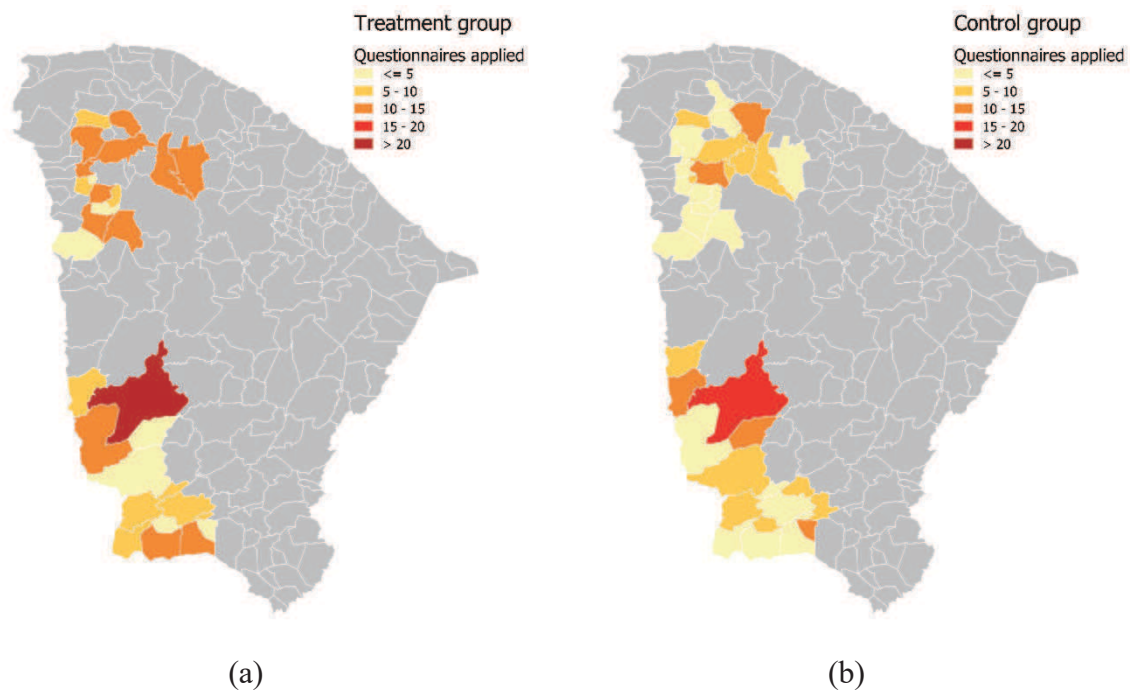 Treatment group
Questionnaires applied
<= 5
5 - 10
10 - 15
15 - 20
> 20
Control group
Questionnaires applied
<= 5
5 - 10
10 - 15
15 - 20
> 20
(a)
(b)